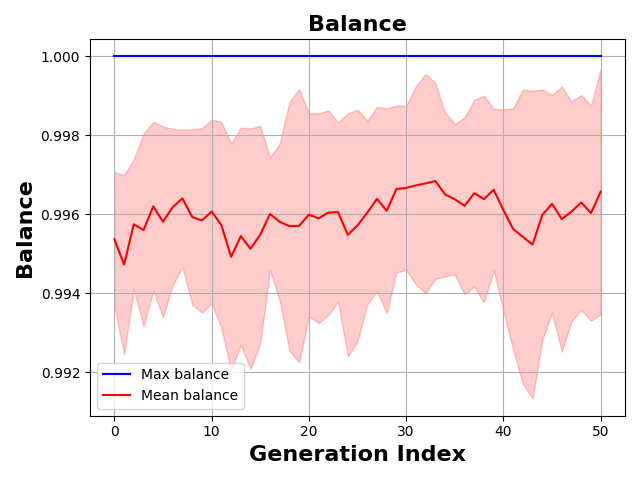 Balance
1.000
0.998
0.996
0.994
0.992
Balance
Max balance
Mean balance
0 10 20 30 40 50
Generation Index